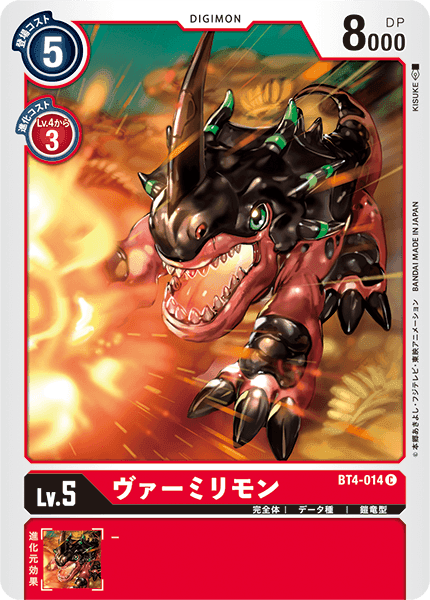 DIGIMON
登場コスト
5
8000
DP
進化コスト
Lv.4から
3
KISUKE
© 本郷あきよし・フジテレビ・東映アニメーション BANDAI MADE IN JAPAN
Lv.5
ヴァーミリモン
BT4-014 C
完全体 | データ種 | 鎧竜型
進化元効果
–